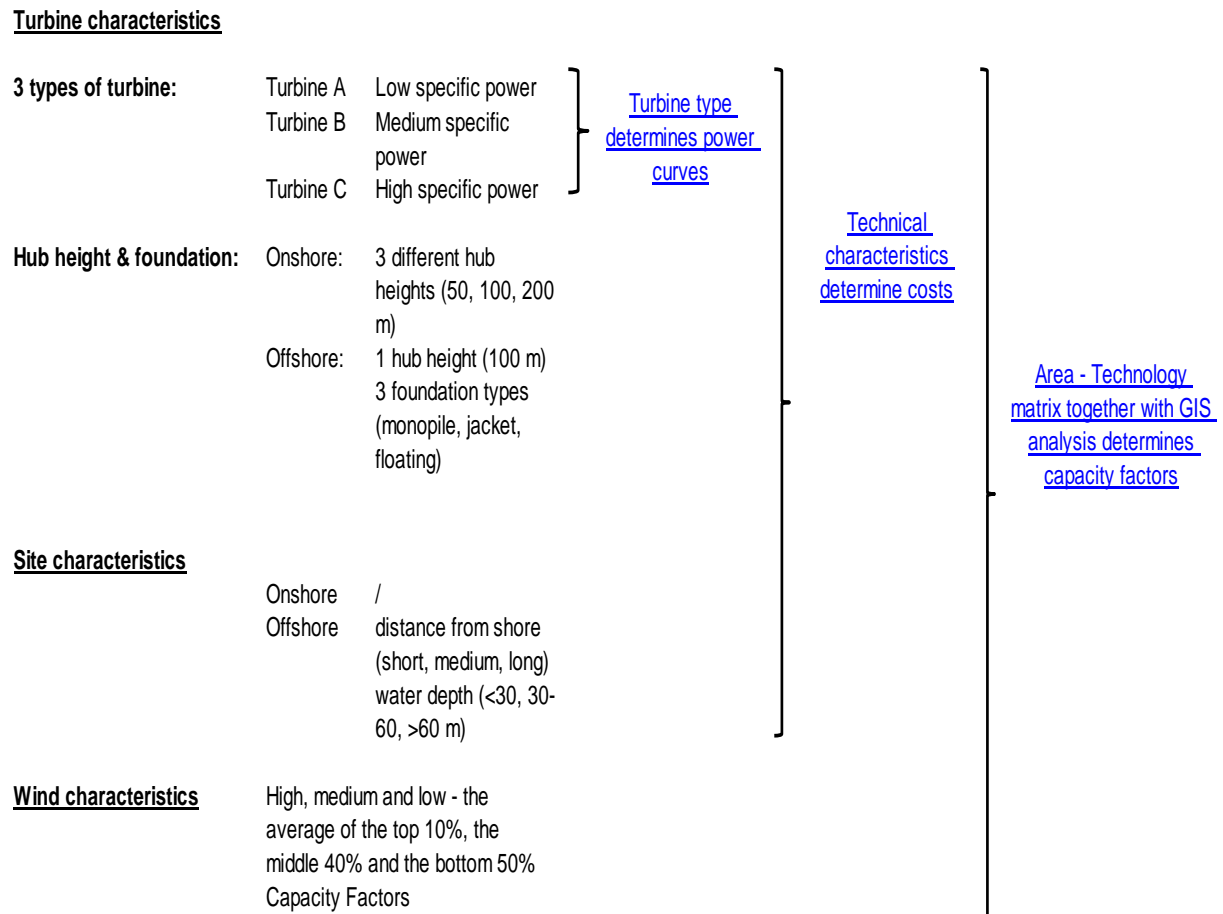 Turbine characteristics
3 types of turbine:
Turbine A
Low specific power
Turbine B
Medium specific
power
Turbine C
High specific power
Turbine type
determines power
curves
Hub height & foundation:
Onshore:
3 different hub
heights (50, 100, 200
m)
Offshore:
1 hub height (100 m)
3 foundation types
(monopile, jacket,
floating)
Technical
characteristics
determine costs
Site characteristics
Onshore
/
Offshore
distance from shore
(short, medium, long)
water depth (<30, 30-
60, >60 m)
Area - Technology
matrix together with GIS
analysis determines
capacity factors
Wind characteristics
High, medium and low - the
average of the top 10%, the
middle 40% and the bottom 50%
Capacity Factors